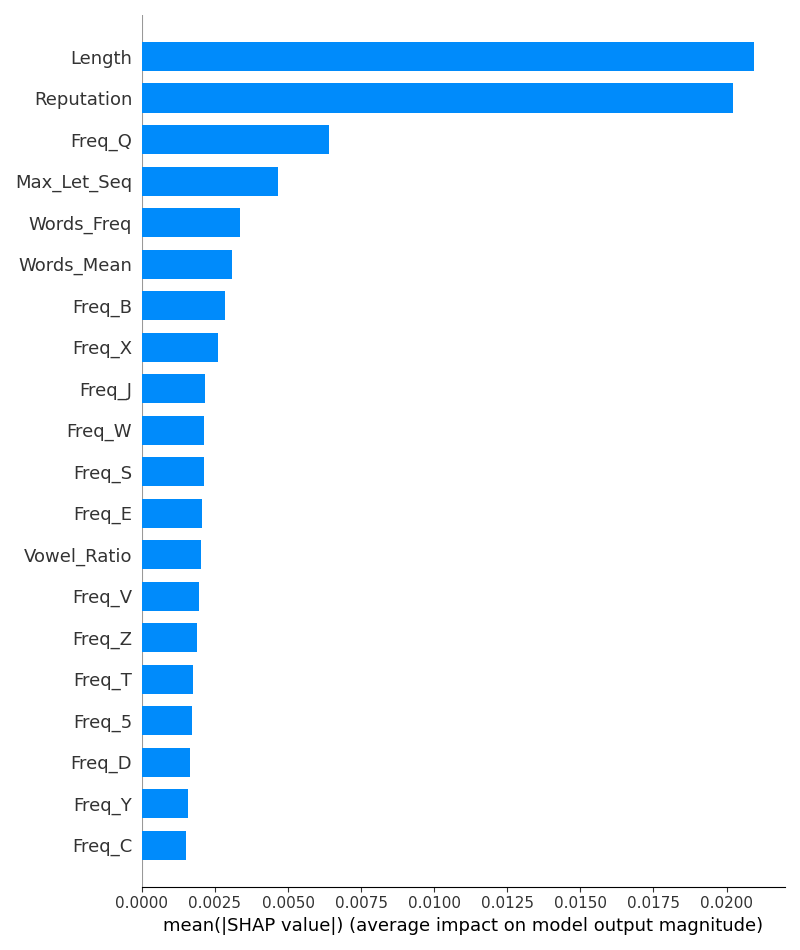 Length
Reputation
Freq_Q
Max_Let_Seq
Words_Freq
Words_Mean
Freq_B
Freq_X
Freq_J
Freq_W
Freq_S
Freq_E
Vowel_Ratio
Freq_V
Freq_Z
Freq_T
Freq_5
Freq_D
Freq_Y
Freq_C
0.0000 0.0025 0.0050 0.0075 0.0100 0.0125 0.0150 0.0175 0.0200
mean(|SHAP value|) (average impact on model output magnitude)